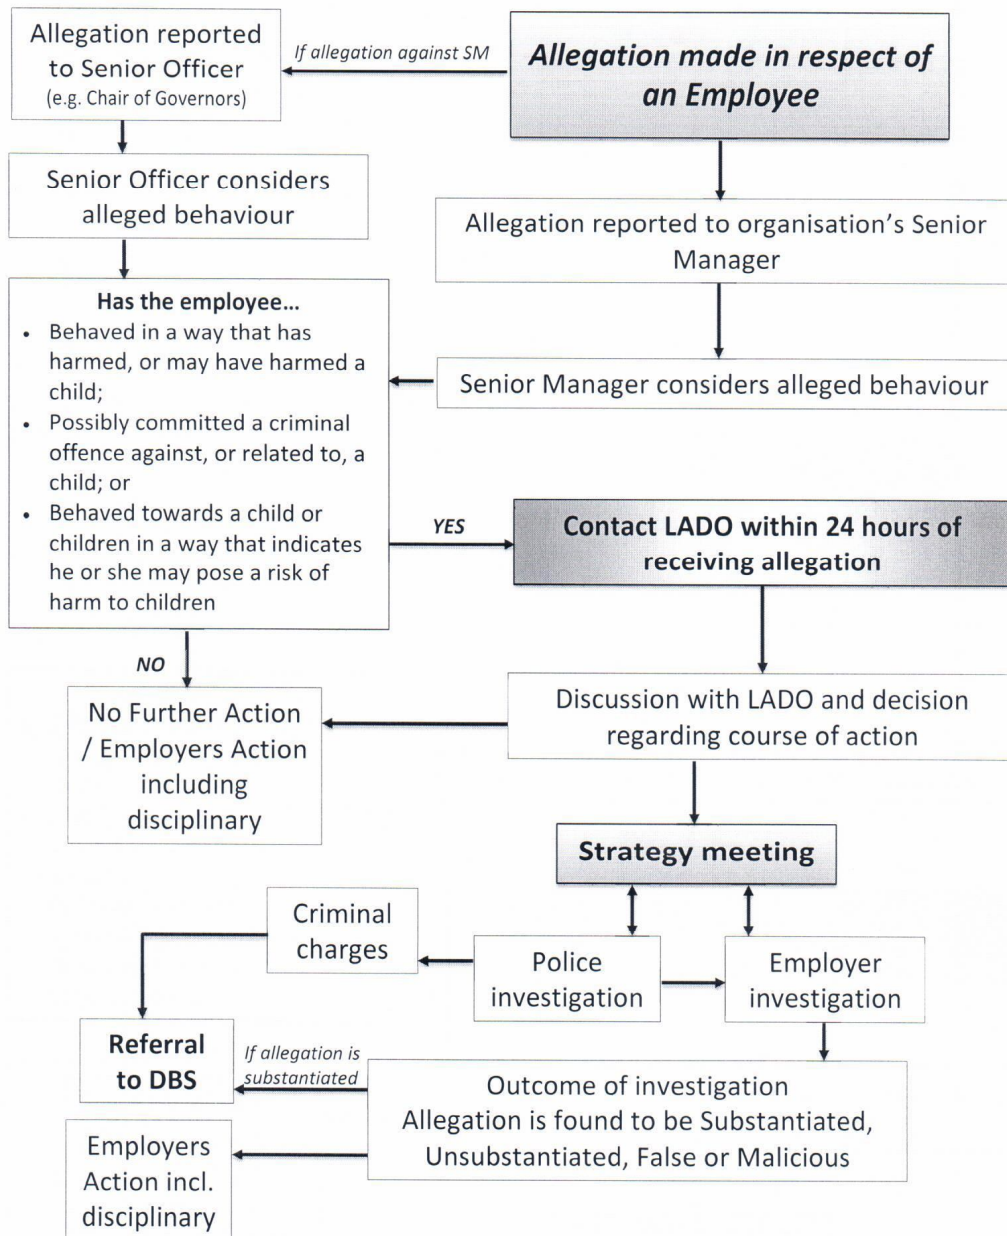 Allegation reported
to Senior Officer
(e.g. Chair of Governors)
If allegation against SM
Allegation made in respect of
an Employee
Senior Officer considers
alleged behaviour
Allegation reported to organisation's Senior
Manager
Has the employee...
• Behaved in a way that has
harmed, or may have harmed a
child;
• Possibly committed a criminal
offence against, or related to, a
child; or
• Behaved towards a child or
children in a way that indicates
he or she may pose a risk of
harm to children
Senior Manager considers alleged behaviour
YES
Contact LADO within 24 hours of
receiving allegation
NO
No Further Action
/ Employers Action
including
disciplinary
Discussion with LADO and decision
regarding course of action
Strategy meeting
Criminal
charges
Police
investigation
Employer
investigation
Referral
to DBS
If allegation is
substantiated
Outcome of investigation
Allegation is found to be Substantiated,
Unsubstantiated, False or Malicious
Employers
Action incl.
disciplinary